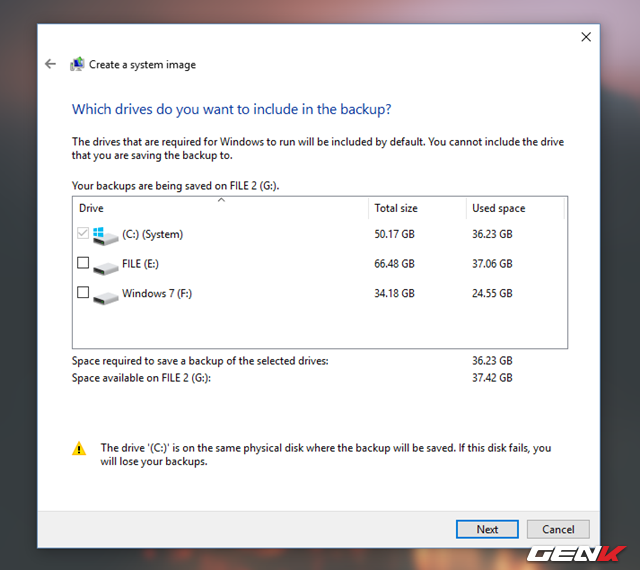 Create a system image
Which drives do you want to include in the backup?
The drives that are required for Windows to run will be included by default. You cannot include the drive
that you are saving the backup to.
Your backups are being saved on FILE 2 (G:).
Drive Total size Used space
(C:) (System) 50.17 GB 36.23 GB
FILE (E:) 66.48 GB 37.06 GB
Windows 7 (F:) 34.18 GB 24.55 GB
Space required to save a backup of the selected drives: 36.23 GB
Space available on FILE 2 (G:): 37.42 GB
The drive '(C:)' is on the same physical disk where the backup will be saved. If this disk fails, you
will lose your backups.
Next Cancel
GENK